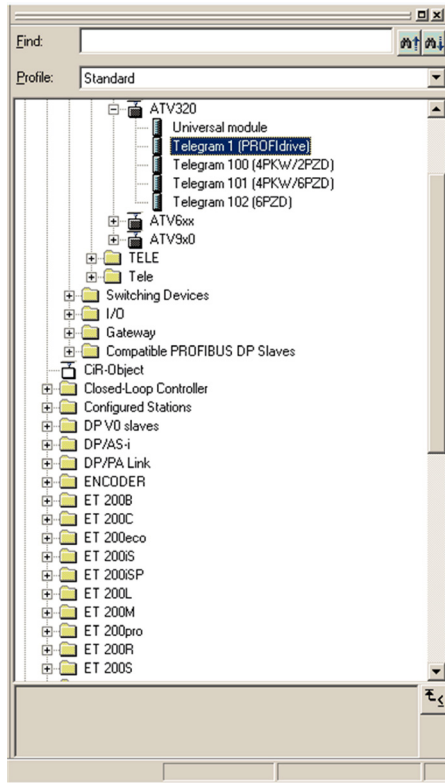 Find:
Profile: Standard
ATV320
Universal module
Telegram 1 (PROFIdrive)
Telegram 100 (4PKW/2PZD)
Telegram 101 (4PKW/6PZD)
Telegram 102 (6PZD)
ATV6xx
ATV9x0
TELE
Tele
Switching Devices
I/O
Gateway
Compatible PROFIBUS DP Slaves
CiR-Object
Closed-Loop Controller
Configured Stations
DP V0 slaves
DP/AS-i
DP/PA Link
ENCODER
ET 200B
ET 200C
ET 200eco
ET 200iS
ET 200iSP
ET 200L
ET 200M
ET 200pro
ET 200R
ET 200S